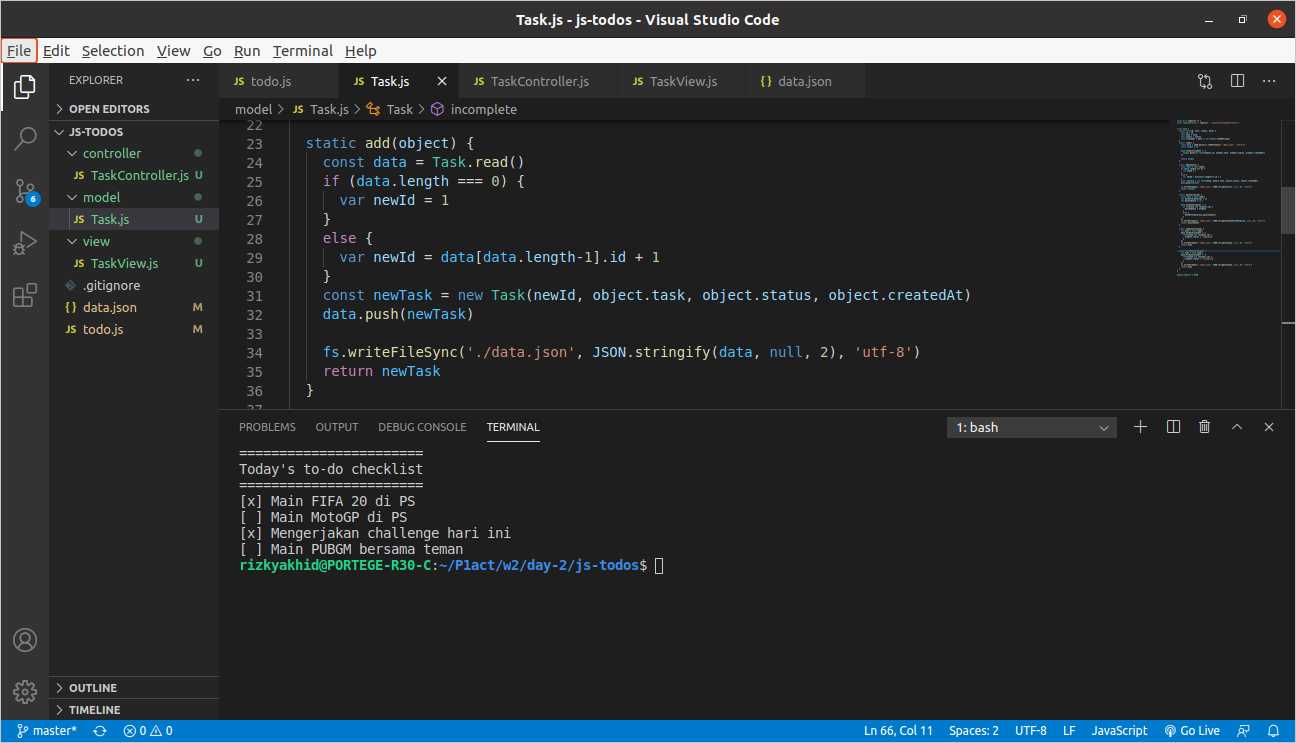 Task.js - js-todos - Visual Studio Code
File Edit Selection View Go Run Terminal Help
EXPLORER ···
OPEN EDITORS
JS-TODOS
controller
JS TaskController.js U
model
JS Task.js U
view
JS TaskView.js U
.gitignore
{} data.json M
JS todo.js M
OUTLINE
TIMELINE
6
JS todo.js JS Task.js JS TaskController.js JS TaskView.js {} data.json
model > JS Task.js > Task > incomplete
22
23 static add(object) {
24 const data = Task.read()
25 if (data.length === 0) {
26 var newId = 1
27 }
28 else {
29 var newId = data[data.length-1].id + 1
30 }
31 const newTask = new Task(newId, object.task, object.status, object.createdAt)
32 data.push(newTask)
33
34 fs.writeFileSync('./data.json', JSON.stringify(data, null, 2), 'utf-8')
35 return newTask
36 }
37
PROBLEMS OUTPUT DEBUG CONSOLE TERMINAL 1: bash
=======================
Today's to-do checklist
=======================
[x] Main FIFA 20 di PS
[ ] Main MotoGP di PS
[x] Mengerjakan challenge hari ini
[ ] Main PUBGM bersama teman
rizkyakhid@PORTEGE-R30-C:~/P1act/w2/day-2/js-todos$
master* 0 0 Ln 66, Col 11 Spaces: 2 UTF-8 LF JavaScript Go Live